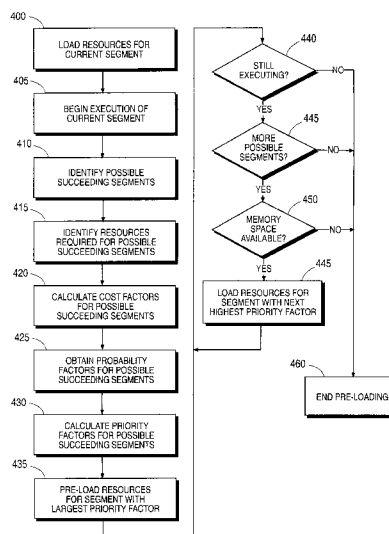 400
LOAD RESOURCES FOR
CURRENT SEGMENT
405
BEGIN EXECUTION OF
CURRENT SEGMENT
410
IDENTIFY POSSIBLE
SUCCEEDING SEGMENTS
415
IDENTIFY RESOURCES
REQUIRED FOR POSSIBLE
SUCCEEDING SEGMENTS
420
CALCULATE COST FACTORS
FOR POSSIBLE
SUCCEEDING SEGMENTS
425
OBTAIN PROBABILITY
FACTORS FOR POSSIBLE
SUCCEEDING SEGMENTS
430
CALCULATE PRIORITY
FACTORS FOR POSSIBLE
SUCCEEDING SEGMENTS
435
PRE-LOAD RESOURCES
FOR SEGMENT WITH
LARGEST PRIORITY FACTOR
440
STILL
EXECUTING?
NO
YES
445
MORE
POSSIBLE
SEGMENTS?
NO
YES
450
MEMORY
SPACE
AVAILABLE?
NO
YES
445
LOAD RESOURCES FOR
SEGMENT WITH NEXT
HIGHEST PRIORITY FACTOR
460
END PRE-LOADING